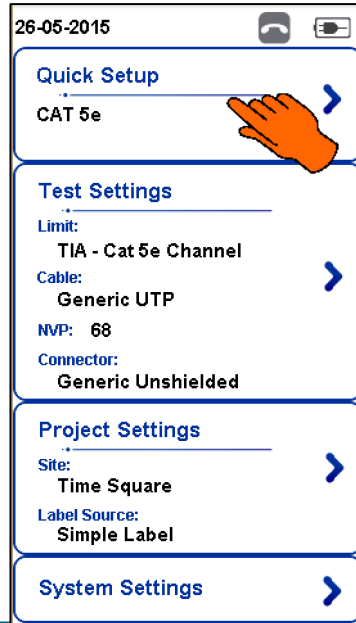 26-05-2015
Quick Setup
CAT 5e
Test Settings
Limit:
TIA - Cat 5e Channel
Cable:
Generic UTP
NVP: 68
Connector:
Generic Unshielded
Project Settings
Site:
Time Square
Label Source:
Simple Label
System Settings